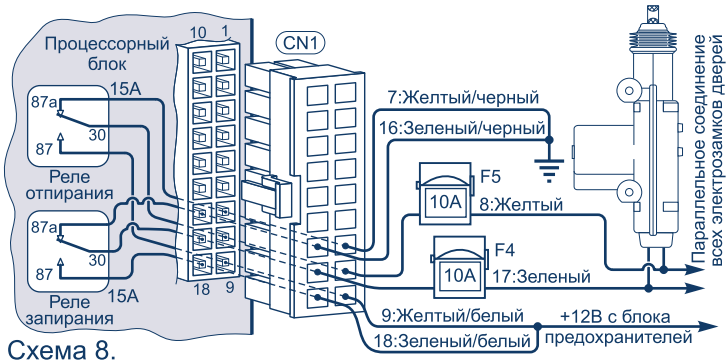 Процессорный
блок
10
1
CN1
15А
87а
30
87
Реле
отпирания
87а
30
87
15А
Реле
запирания
18
9
7:Желтый/черный
16:Зеленый/черный
F5
10А
8:Желтый
F4
10А
17:Зеленый
9:Желтый/белый
18:Зеленый/белый
+12В с блока
предохранителей
Параллельное соединение
всех электрозамков дверей
Схема 8.